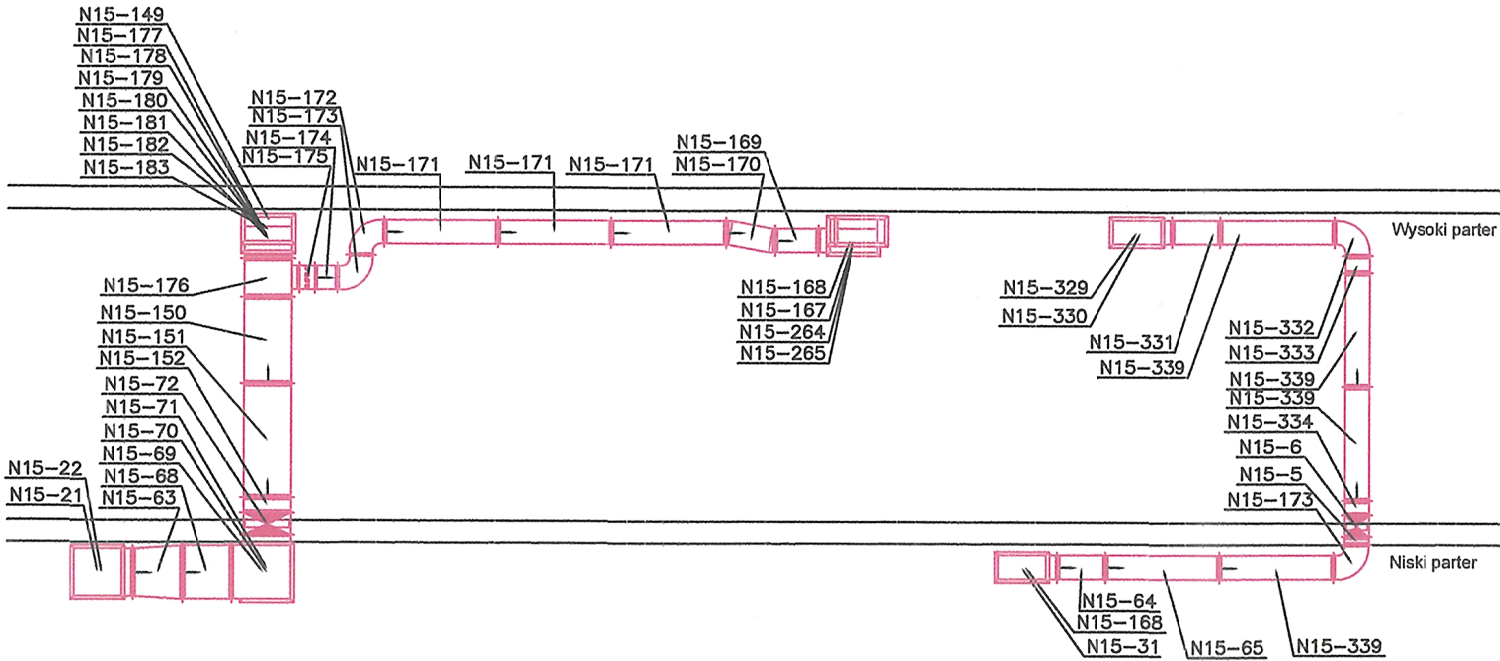 N15-149
N15-177
N15-178
N15-179
N15-180
N15-181
N15-182
N15-183
N15-172
N15-173
N15-174
N15-175
N15-171
N15-171
N15-171
N15-169
N15-170
Wysoki parter
N15-176
N15-150
N15-151
N15-152
N15-72
N15-71
N15-70
N15-69
N15-68
N15-63
N15-22
N15-21
N15-168
N15-167
N15-264
N15-265
N15-329
N15-330
N15-331
N15-339
N15-332
N15-333
N15-339
N15-339
N15-334
N15-6
N15-5
N15-173
Niski parter
N15-64
N15-168
N15-31
N15-65
N15-339